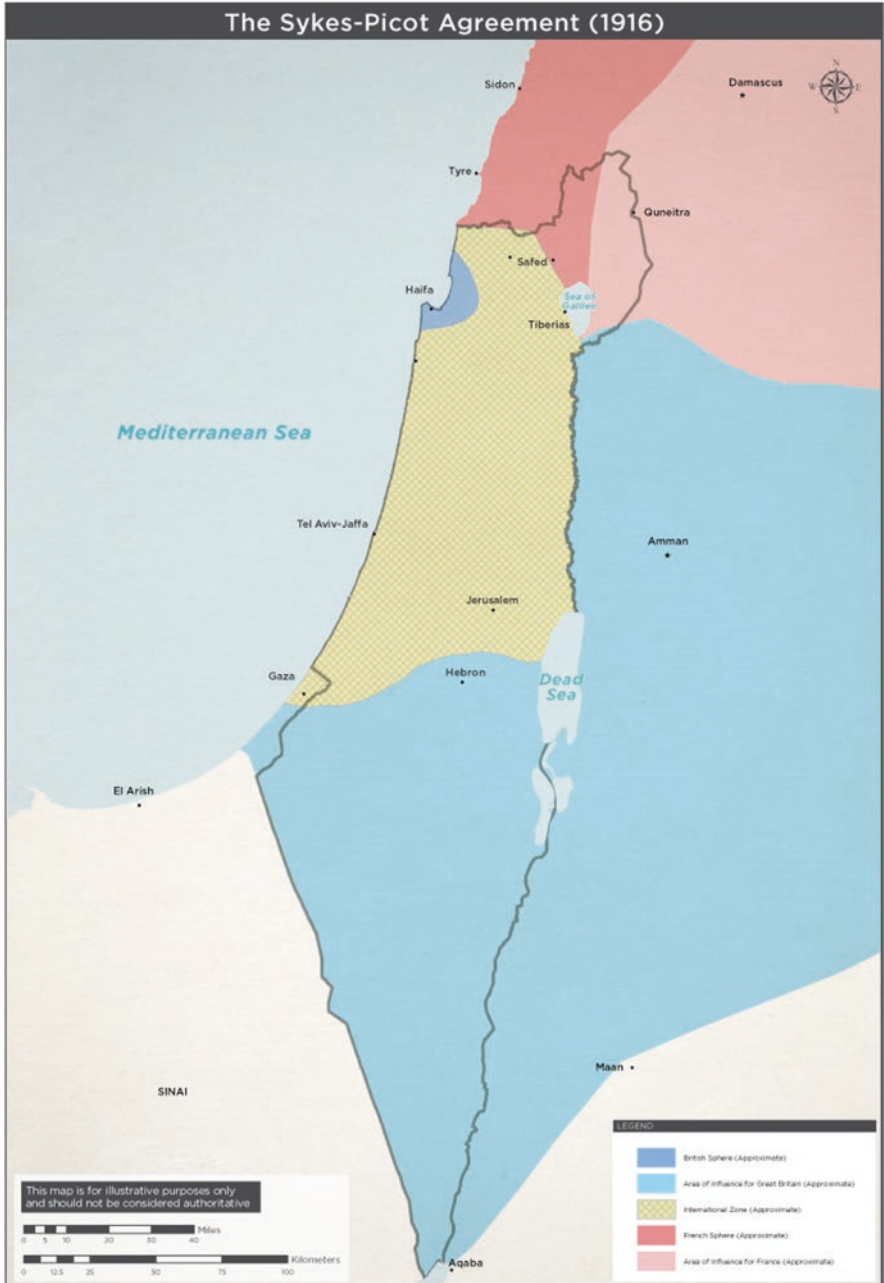 The Sykes-Picot Agreement (1916)
N
W E
S
Sidon
Damascus
Tyre
Quneitra
Safed
Haifa
Sea of
Galilee
Tiberias
Mediterranean Sea
Tel Aviv-Jaffa
Amman
Jerusalem
Gaza
Hebron
Dead
Sea
El Arish
Maan
SINAI
LEGEND
British Sphere (Approximate)
Area of Influence for Great Britain (Approximate)
International Zone (Approximate)
French Sphere (Approximate)
Area of Influence for France (Approximate)
This map is for illustrative purposes only
and should not be considered authoritative
Miles
0 5 10 20 30 40
Kilometers
0 12.5 25 50 75 100
Aqaba